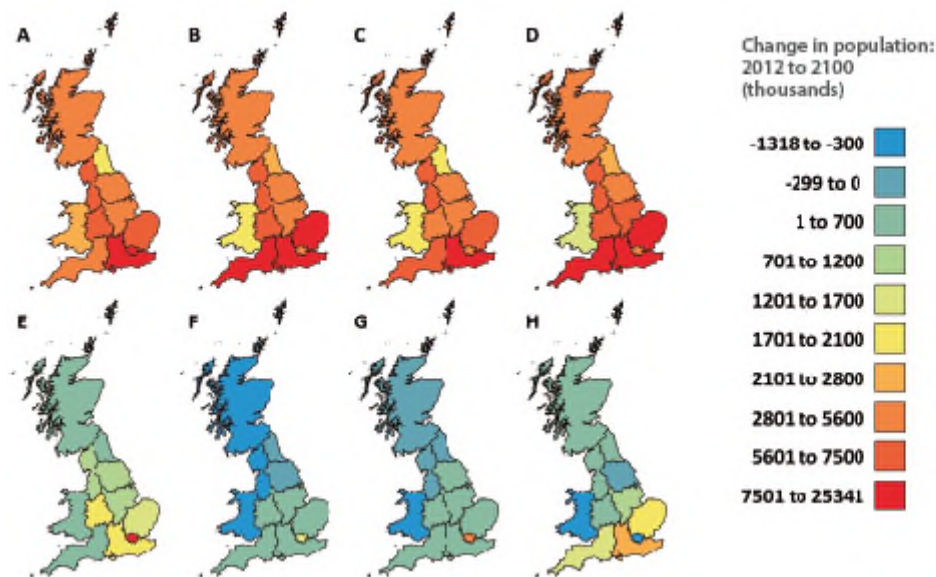 A
B
C
D
Change in population:
2012 to 2100
(thousands)
-1318 to -300
-299 to 0
1 to 700
701 to 1200
1201 to 1700
1701 to 2100
2101 to 2800
2801 to 5600
5601 to 7500
7501 to 25341
E
F
G
H